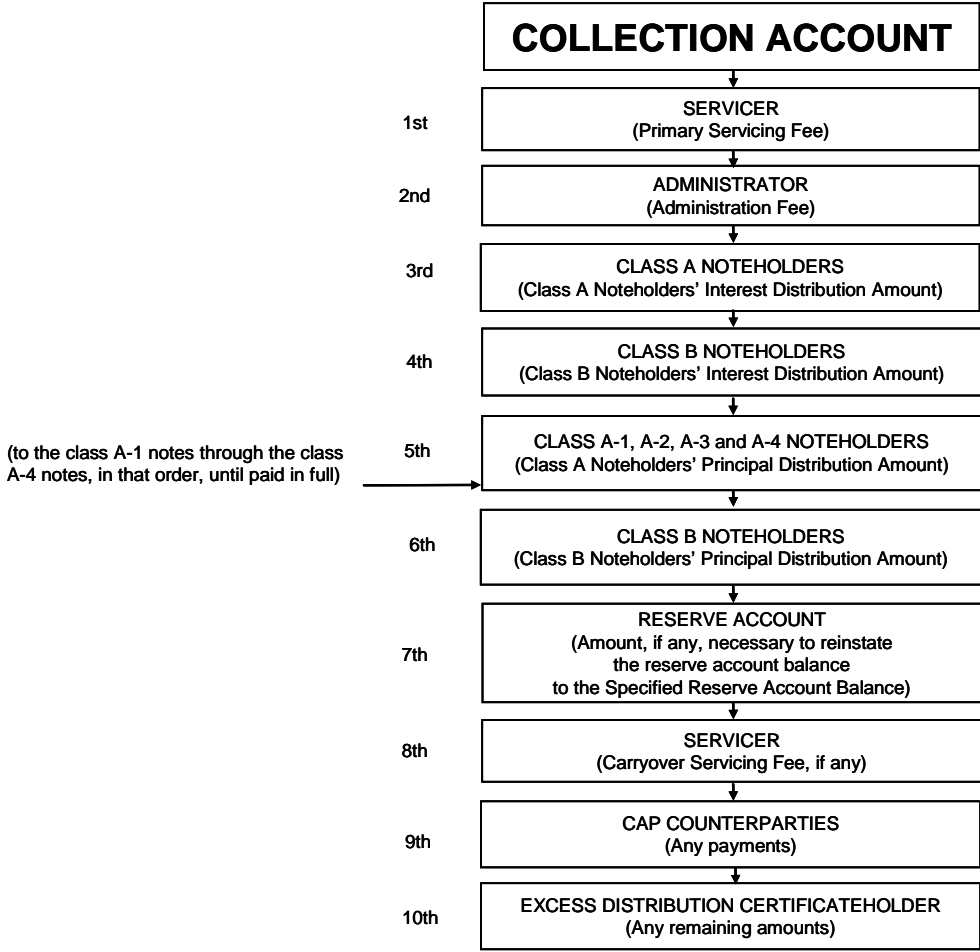 COLLECTION ACCOUNT
1st
SERVICER
(Primary Servicing Fee)
2nd
ADMINISTRATOR
(Administration Fee)
3rd
CLASS A NOTEHOLDERS
(Class A Noteholders’ Interest Distribution Amount)
4th
CLASS B NOTEHOLDERS
(Class B Noteholders’ Interest Distribution Amount)
(to the class A-1 notes through the class
A-4 notes, in that order, until paid in full)
5th
CLASS A-1, A-2, A-3 and A-4 NOTEHOLDERS
(Class A Noteholders’ Principal Distribution Amount)
6th
CLASS B NOTEHOLDERS
(Class B Noteholders’ Principal Distribution Amount)
7th
RESERVE ACCOUNT
(Amount, if any, necessary to reinstate
the reserve account balance
to the Specified Reserve Account Balance)
8th
SERVICER
(Carryover Servicing Fee, if any)
9th
CAP COUNTERPARTIES
(Any payments)
10th
EXCESS DISTRIBUTION CERTIFICATEHOLDER
(Any remaining amounts)